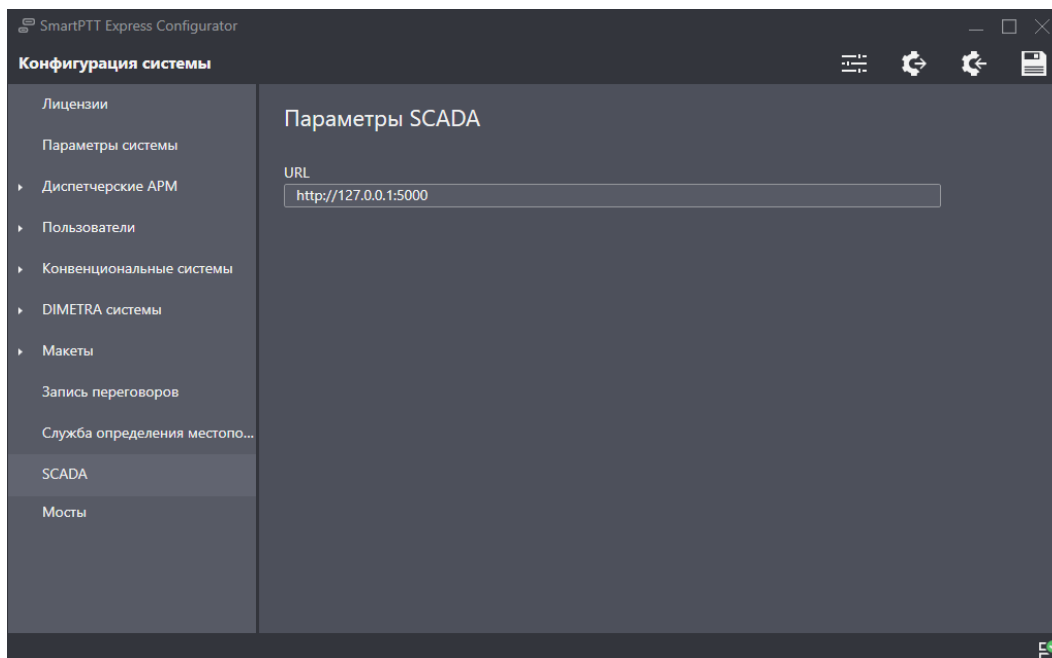 SmartPTT Express Configurator
Конфигурация системы
Лицензии
Параметры системы
Диспетчерские АРМ
Пользователи
Конвенциональные системы
DIMETRA системы
Макеты
Запись переговоров
Служба определения местопо...
SCADA
Мосты
Параметры SCADA
URL
http://127.0.0.1:5000